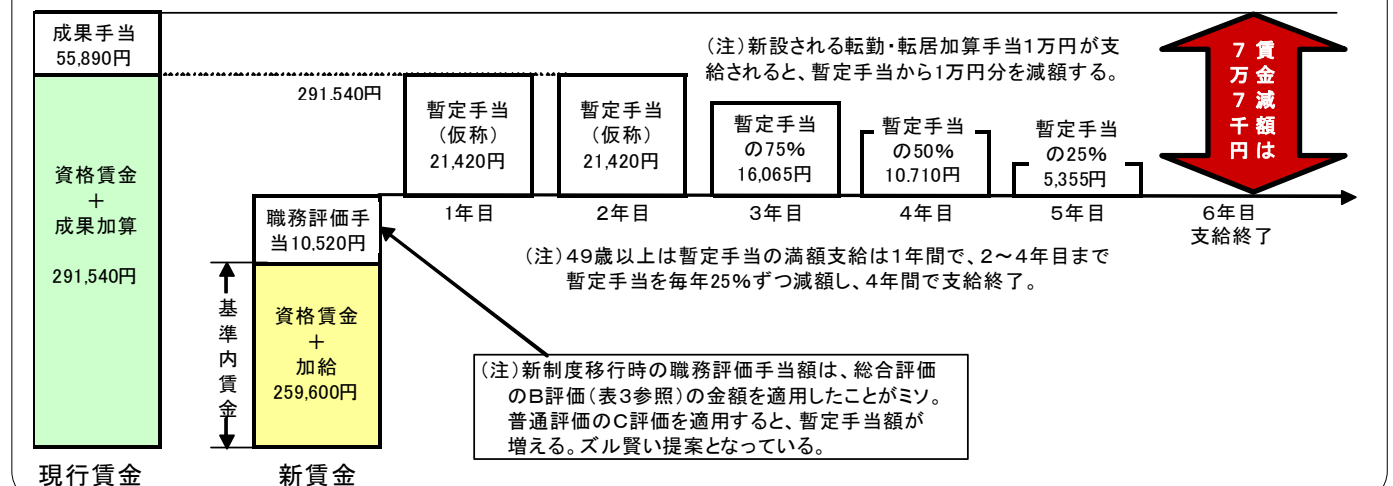 成果手当
55,890円
資格賃金
＋
成果加算
291,540円
現行賃金
291.540円
基準内賃金
職務評価手
当10,520円
資格賃金
＋
加給
259,600円
新賃金
暫定手当
（仮称）
21,420円
1年目
暫定手当
（仮称）
21,420円
2年目
暫定手当
の75%
16,065円
3年目
暫定手当
の50%
10.710円
4年目
暫定手当
の25%
5,355円
5年目
6年目
支給終了
（注）新設される転勤・転居加算手当1万円が支
給されると、暫定手当から1万円分を減額する。
賃金減額は
７万７千円
（注）49歳以上は暫定手当の満額支給は1年間で、2～4年目まで
暫定手当を毎年25%ずつ減額し、4年間で支給終了。
（注）新制度移行時の職務評価手当額は、総合評価
のB評価（表3参照）の金額を適用したことがミソ。
普通評価のC評価を適用すると、暫定手当額が
増える。ズル賢い提案となっている。